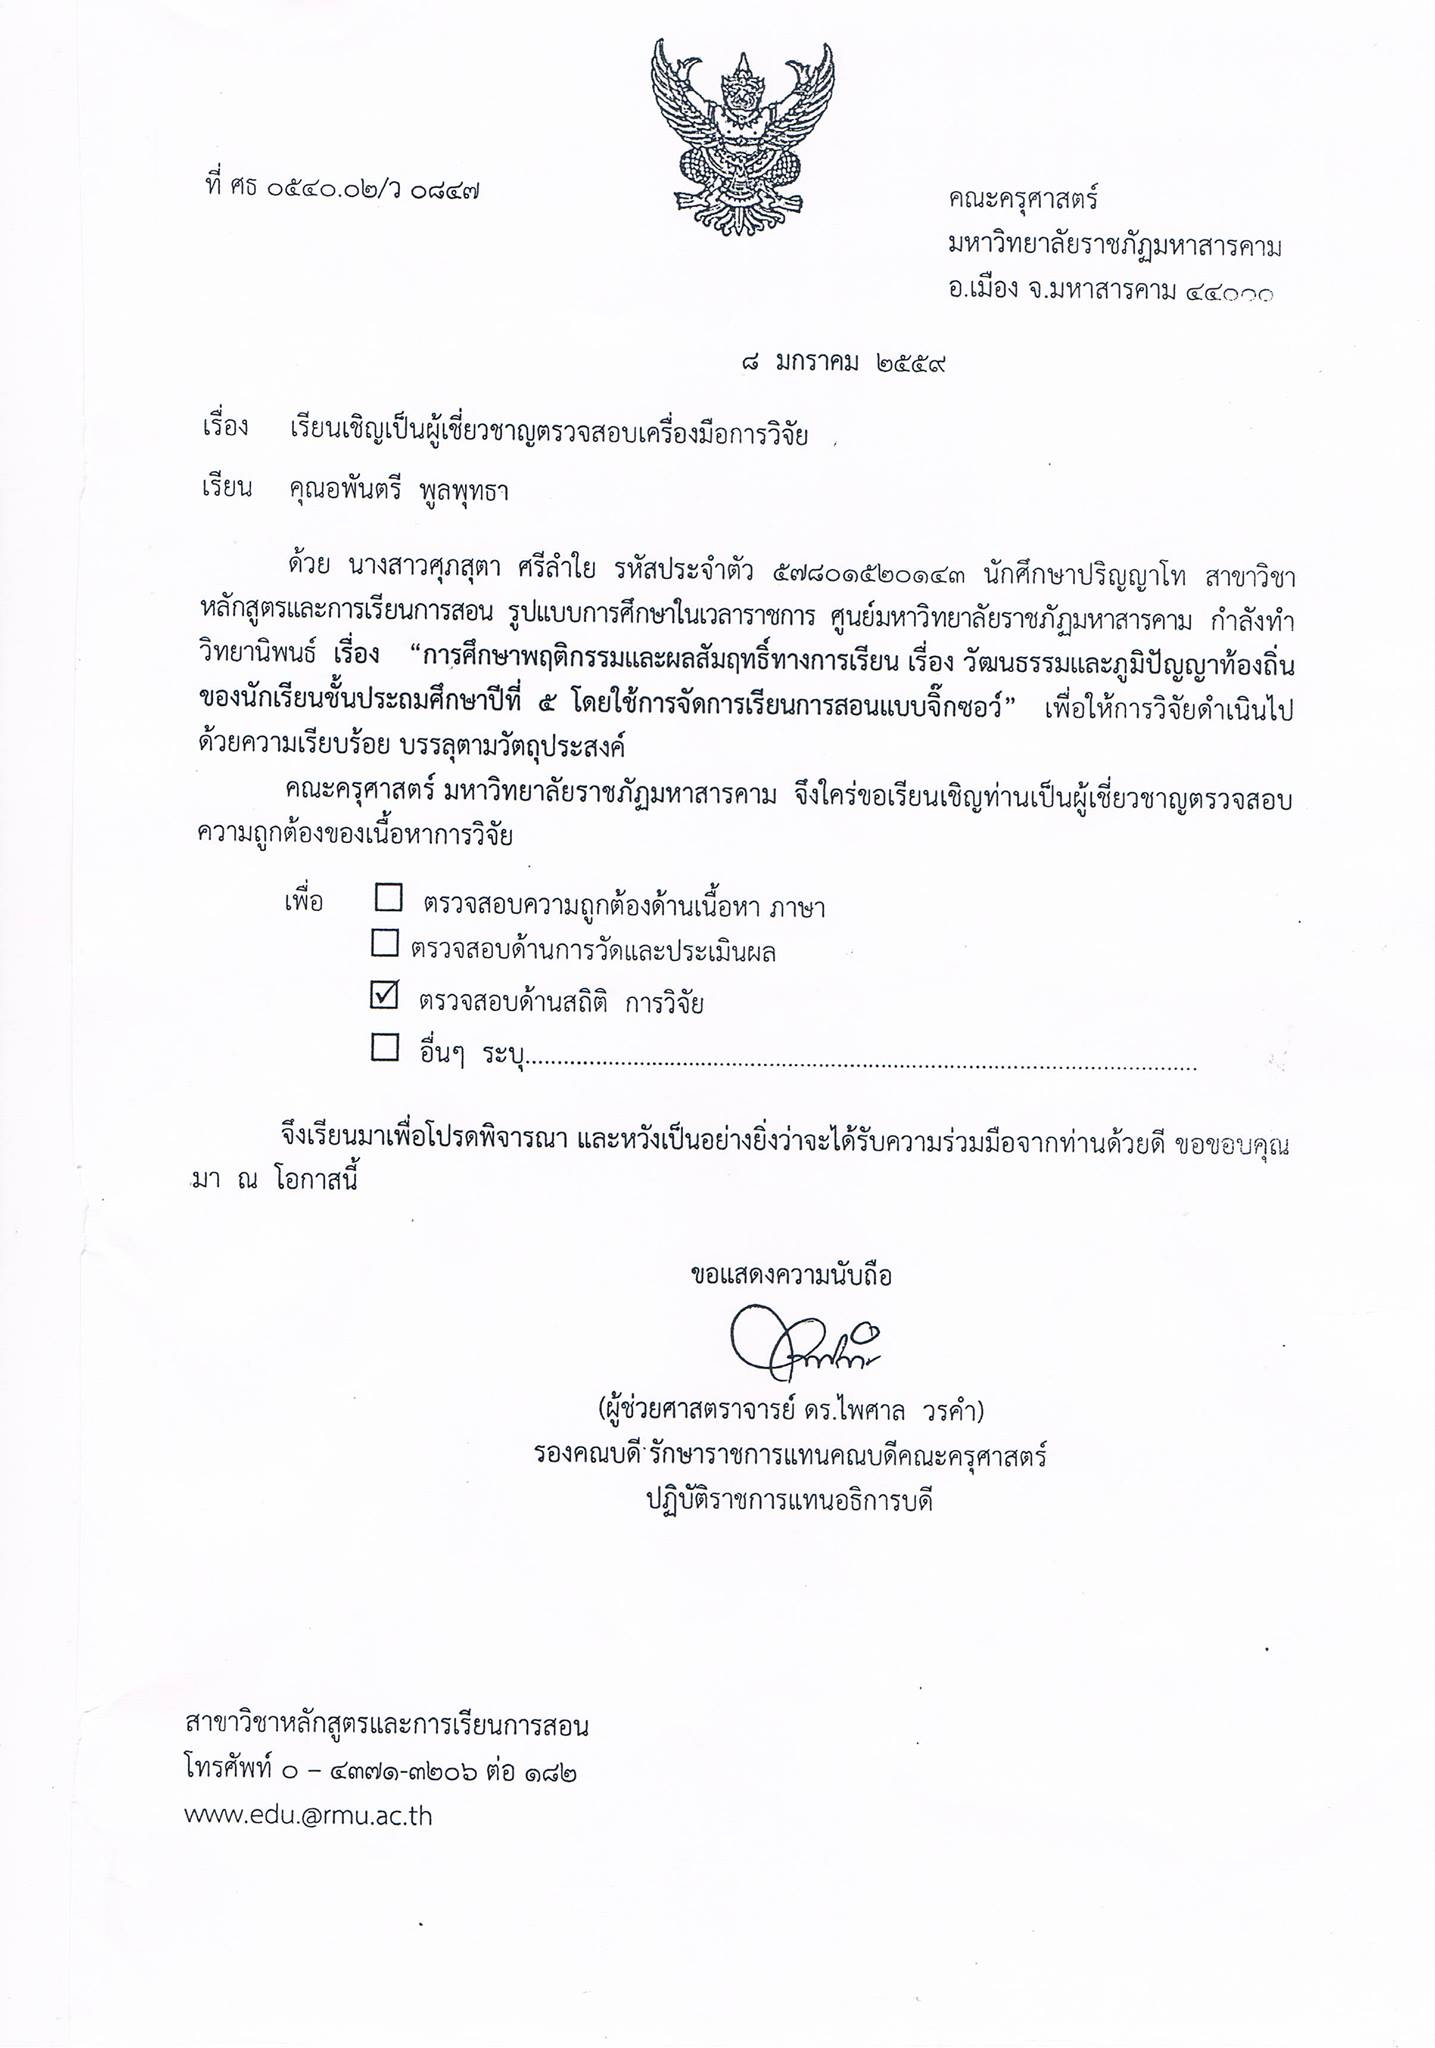 ที่ ศธ ๐๕๔๐.๐๒/ว ๐๘๔๗
คณะครุศาสตร์
มหาวิทยาลัยราชภัฏมหาสารคาม
อ.เมือง จ.มหาสารคาม ๔๔๐๐๐
๘ มกราคม ๒๕๕๙
เรื่อง เรียนเชิญเป็นผู้เชี่ยวชาญตรวจสอบเครื่องมือการวิจัย
เรียน คุณอพันตรี พูลพุทธา
ด้วย นางสาวศุภสุตา ศรีลำใย รหัสประจำตัว ๕๗๘๐๑๕๒๐๑๔๓ นักศึกษาปริญญาโท สาขาวิชา
หลักสูตรและการเรียนการสอน รูปแบบการศึกษาในเวลาราชการ ศูนย์มหาวิทยาลัยราชภัฏมหาสารคาม กำลังทำ
วิทยานิพนธ์ เรื่อง “การศึกษาพฤติกรรมและผลสัมฤทธิ์ทางการเรียน เรื่อง วัฒนธรรมและภูมิปัญญาท้องถิ่น
ของนักเรียนชั้นประถมศึกษาปีที่ ๕ โดยใช้การจัดการเรียนการสอนแบบจิ๊กซอว์” เพื่อให้การวิจัยดำเนินไป
ด้วยความเรียบร้อย บรรลุตามวัตถุประสงค์
คณะครุศาสตร์ มหาวิทยาลัยราชภัฏมหาสารคาม จึงใคร่ขอเรียนเชิญท่านเป็นผู้เชี่ยวชาญตรวจสอบ
ความถูกต้องของเนื้อหาการวิจัย
เพื่อ ☐ ตรวจสอบความถูกต้องด้านเนื้อหา ภาษา
☐ ตรวจสอบด้านการวัดและประเมินผล
☑ ตรวจสอบด้านสถิติ การวิจัย
☐ อื่นๆ ระบุ..........................................................................................................
จึงเรียนมาเพื่อโปรดพิจารณา และหวังเป็นอย่างยิ่งว่าจะได้รับความร่วมมือจากท่านด้วยดี ขอขอบคุณ
มา ณ โอกาสนี้
ขอแสดงความนับถือ
(ผู้ช่วยศาสตราจารย์ ดร.ไพศาล วรคำ)
รองคณบดี รักษาราชการแทนคณบดีคณะครุศาสตร์
ปฏิบัติราชการแทนอธิการบดี
สาขาวิชาหลักสูตรและการเรียนการสอน
โทรศัพท์ ๐ – ๔๓๗๑-๓๒๐๖ ต่อ ๑๘๒
www.edu.@rmu.ac.th